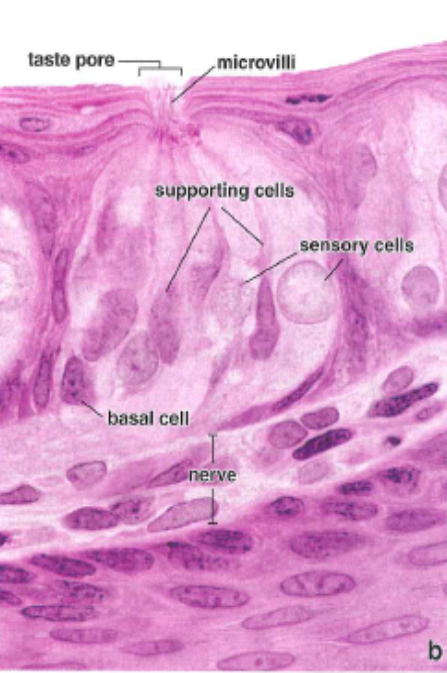 taste pore
microvilli
supporting cells
sensory cells
basal cell
nerve
b